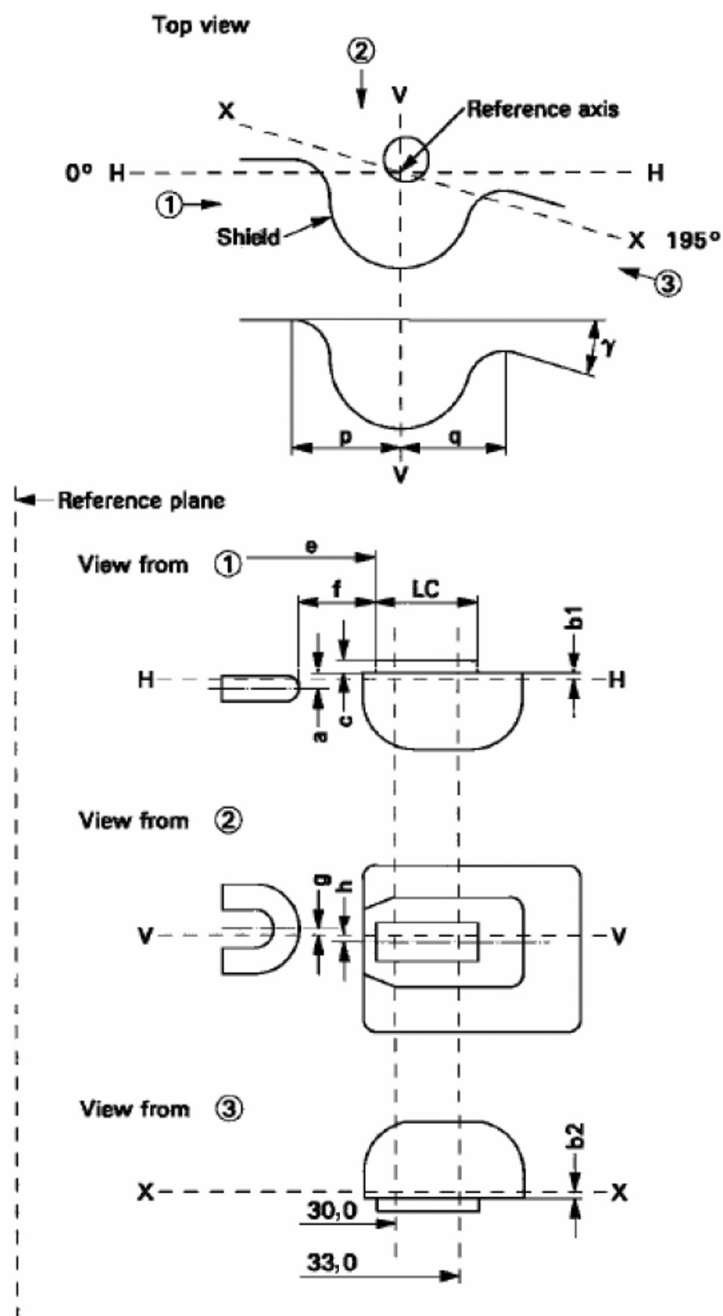 Top view
②
V
X
Reference axis
0° H
H
①
Shield
X 195°
③
γ
p
q
V
Reference plane
View from ①
e
f
LC
b1
H
H
a
c
View from ②
g
h
V
V
View from ③
b2
X
X
30,0
33,0